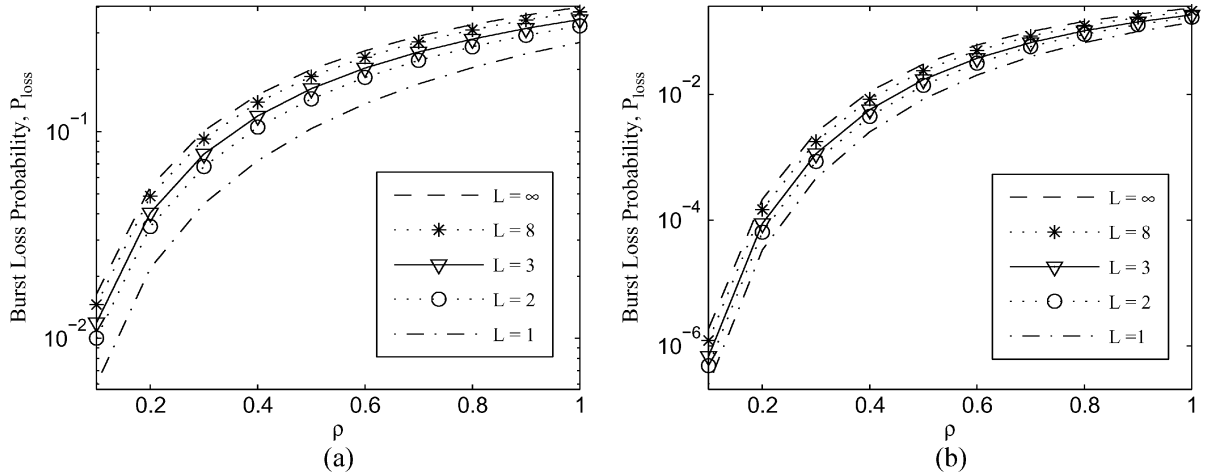 Burst Loss Probability, P_loss
10^-1
10^-2
0.2 0.4 0.6 0.8 1
ρ
L = ∞
L = 8
L = 3
L = 2
L = 1
(a)
Burst Loss Probability, P_loss
10^-2
10^-4
10^-6
0.2 0.4 0.6 0.8 1
ρ
L = ∞
L = 8
L = 3
L = 2
L =1
(b)